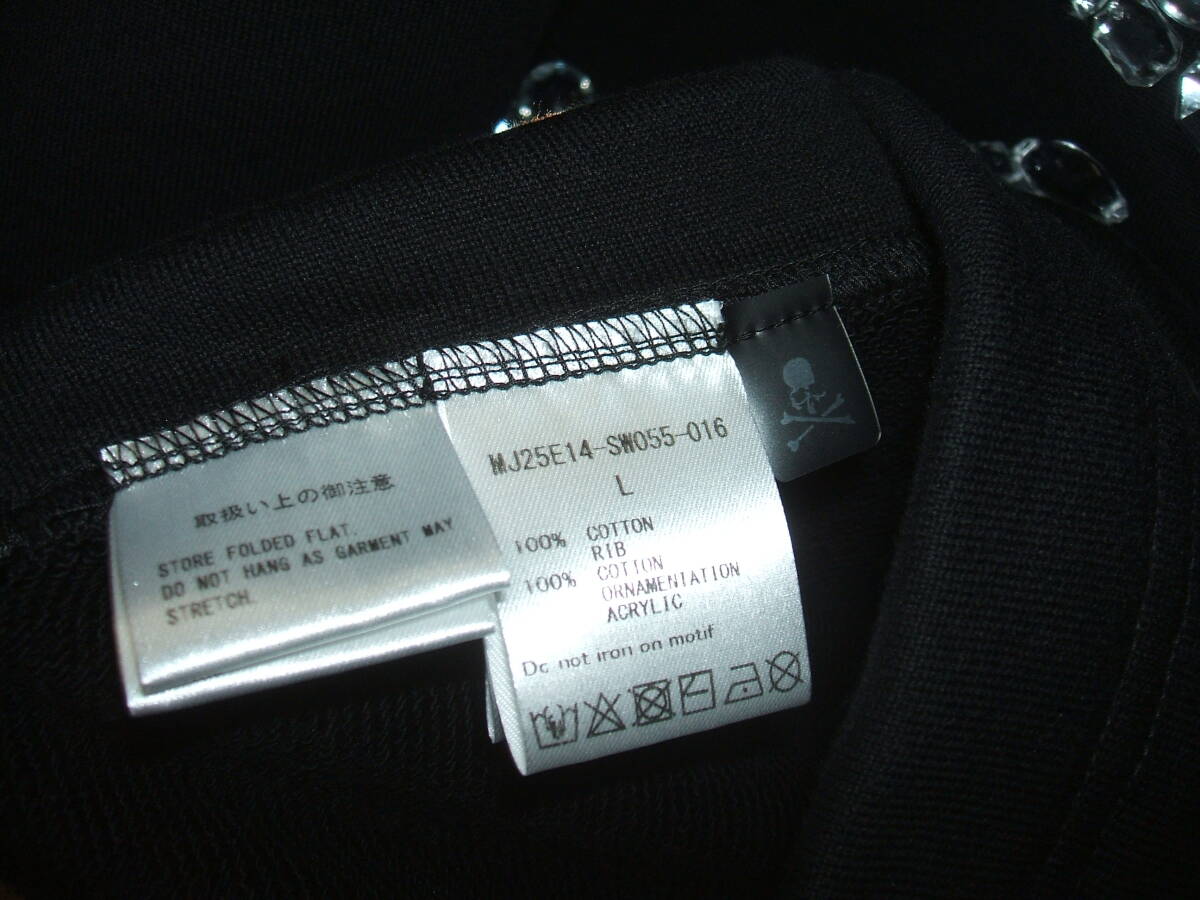 取扱い上の御注意
STORE FOLDED FLAT.
DO NOT HANG AS GARMENT MAY
STRETCH.
MJ25E14-SW055-016
L
100% COTTON
RIB
100% COTTON
ORNAMENTATION
ACRYLIC
Do not iron on motif